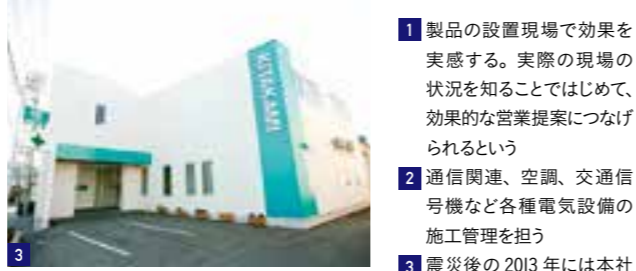 KITAKAMI
3
1 製品の設置現場で効果を
実感する。実際の現場の
状況を知ることではじめて、
効果的な営業提案につなげ
られるという
2 通信関連、空調、交通信
号機など各種電気設備の
施工管理を担う
3 震災後の2013年には本社